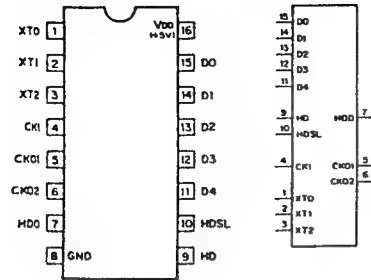 XT0 1
VDD
(+5V) 16
XT1 2
15 D0
XT2 3
14 D1
CKI 4
13 D2
CKO1 5
12 D3
CKO2 6
11 D4
HDO 7
10 HDSL
8 GND
9 HD
15 D0
14 D1
13 D2
12 D3
11 D4
9 HD
HDO 7
10 HDSL
4 CKI
CKO1 5
CKO2 6
1 XT0
2 XT1
3 XT2